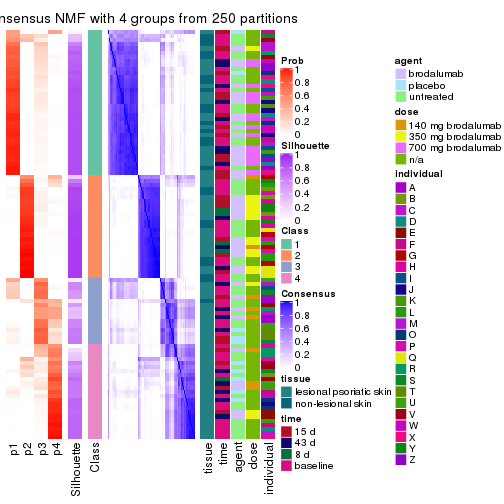 nsensus NMF with 4 groups from 250 partitions
Prob
1
0.8
0.6
0.4
0.2
0
Silhouette
1
0.8
0.6
0.4
0.2
0
Class
1
2
3
4
Consensus
1
0.8
0.6
0.4
0.2
0
tissue
lesional psoriatic skin
non-lesional skin
time
15 d
43 d
8 d
baseline
agent
brodalumab
placebo
untreated
dose
140 mg brodalumab
350 mg brodalumab
700 mg brodalumab
n/a
individual
A
B
C
D
E
F
G
H
I
J
K
L
M
O
P
Q
R
S
T
U
V
W
X
Y
Z
p1
p2
p3
p4
Silhouette
Class
tissue
time
agent
dose
individual